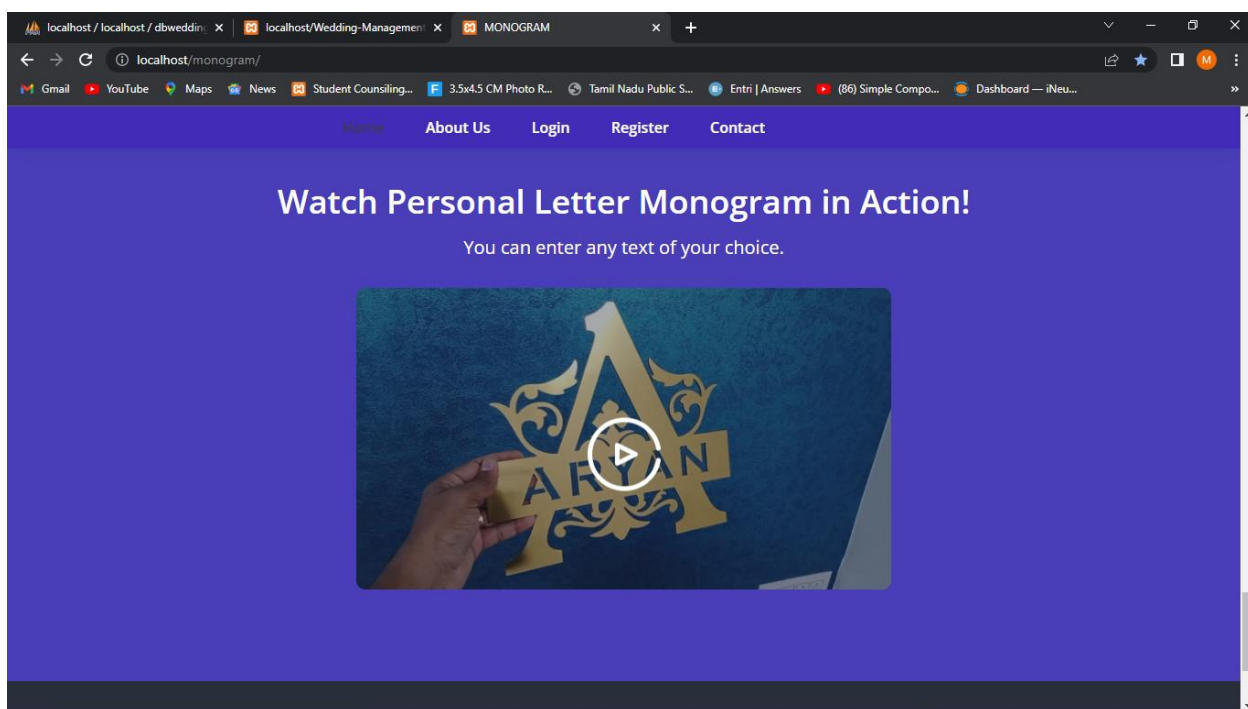 localhost / localhost / dbwedding
localhost/Wedding-Management
MONOGRAM
localhost/monogram/
M
Gmail
YouTube
Maps
News
Student Counsiling...
3.5x4.5 CM Photo R...
Tamil Nadu Public S...
Entri | Answers
(86) Simple Compo...
Dashboard — iNeu...
»
Home
About Us
Login
Register
Contact
Watch Personal Letter Monogram in Action!
You can enter any text of your choice.
A
ARYAN